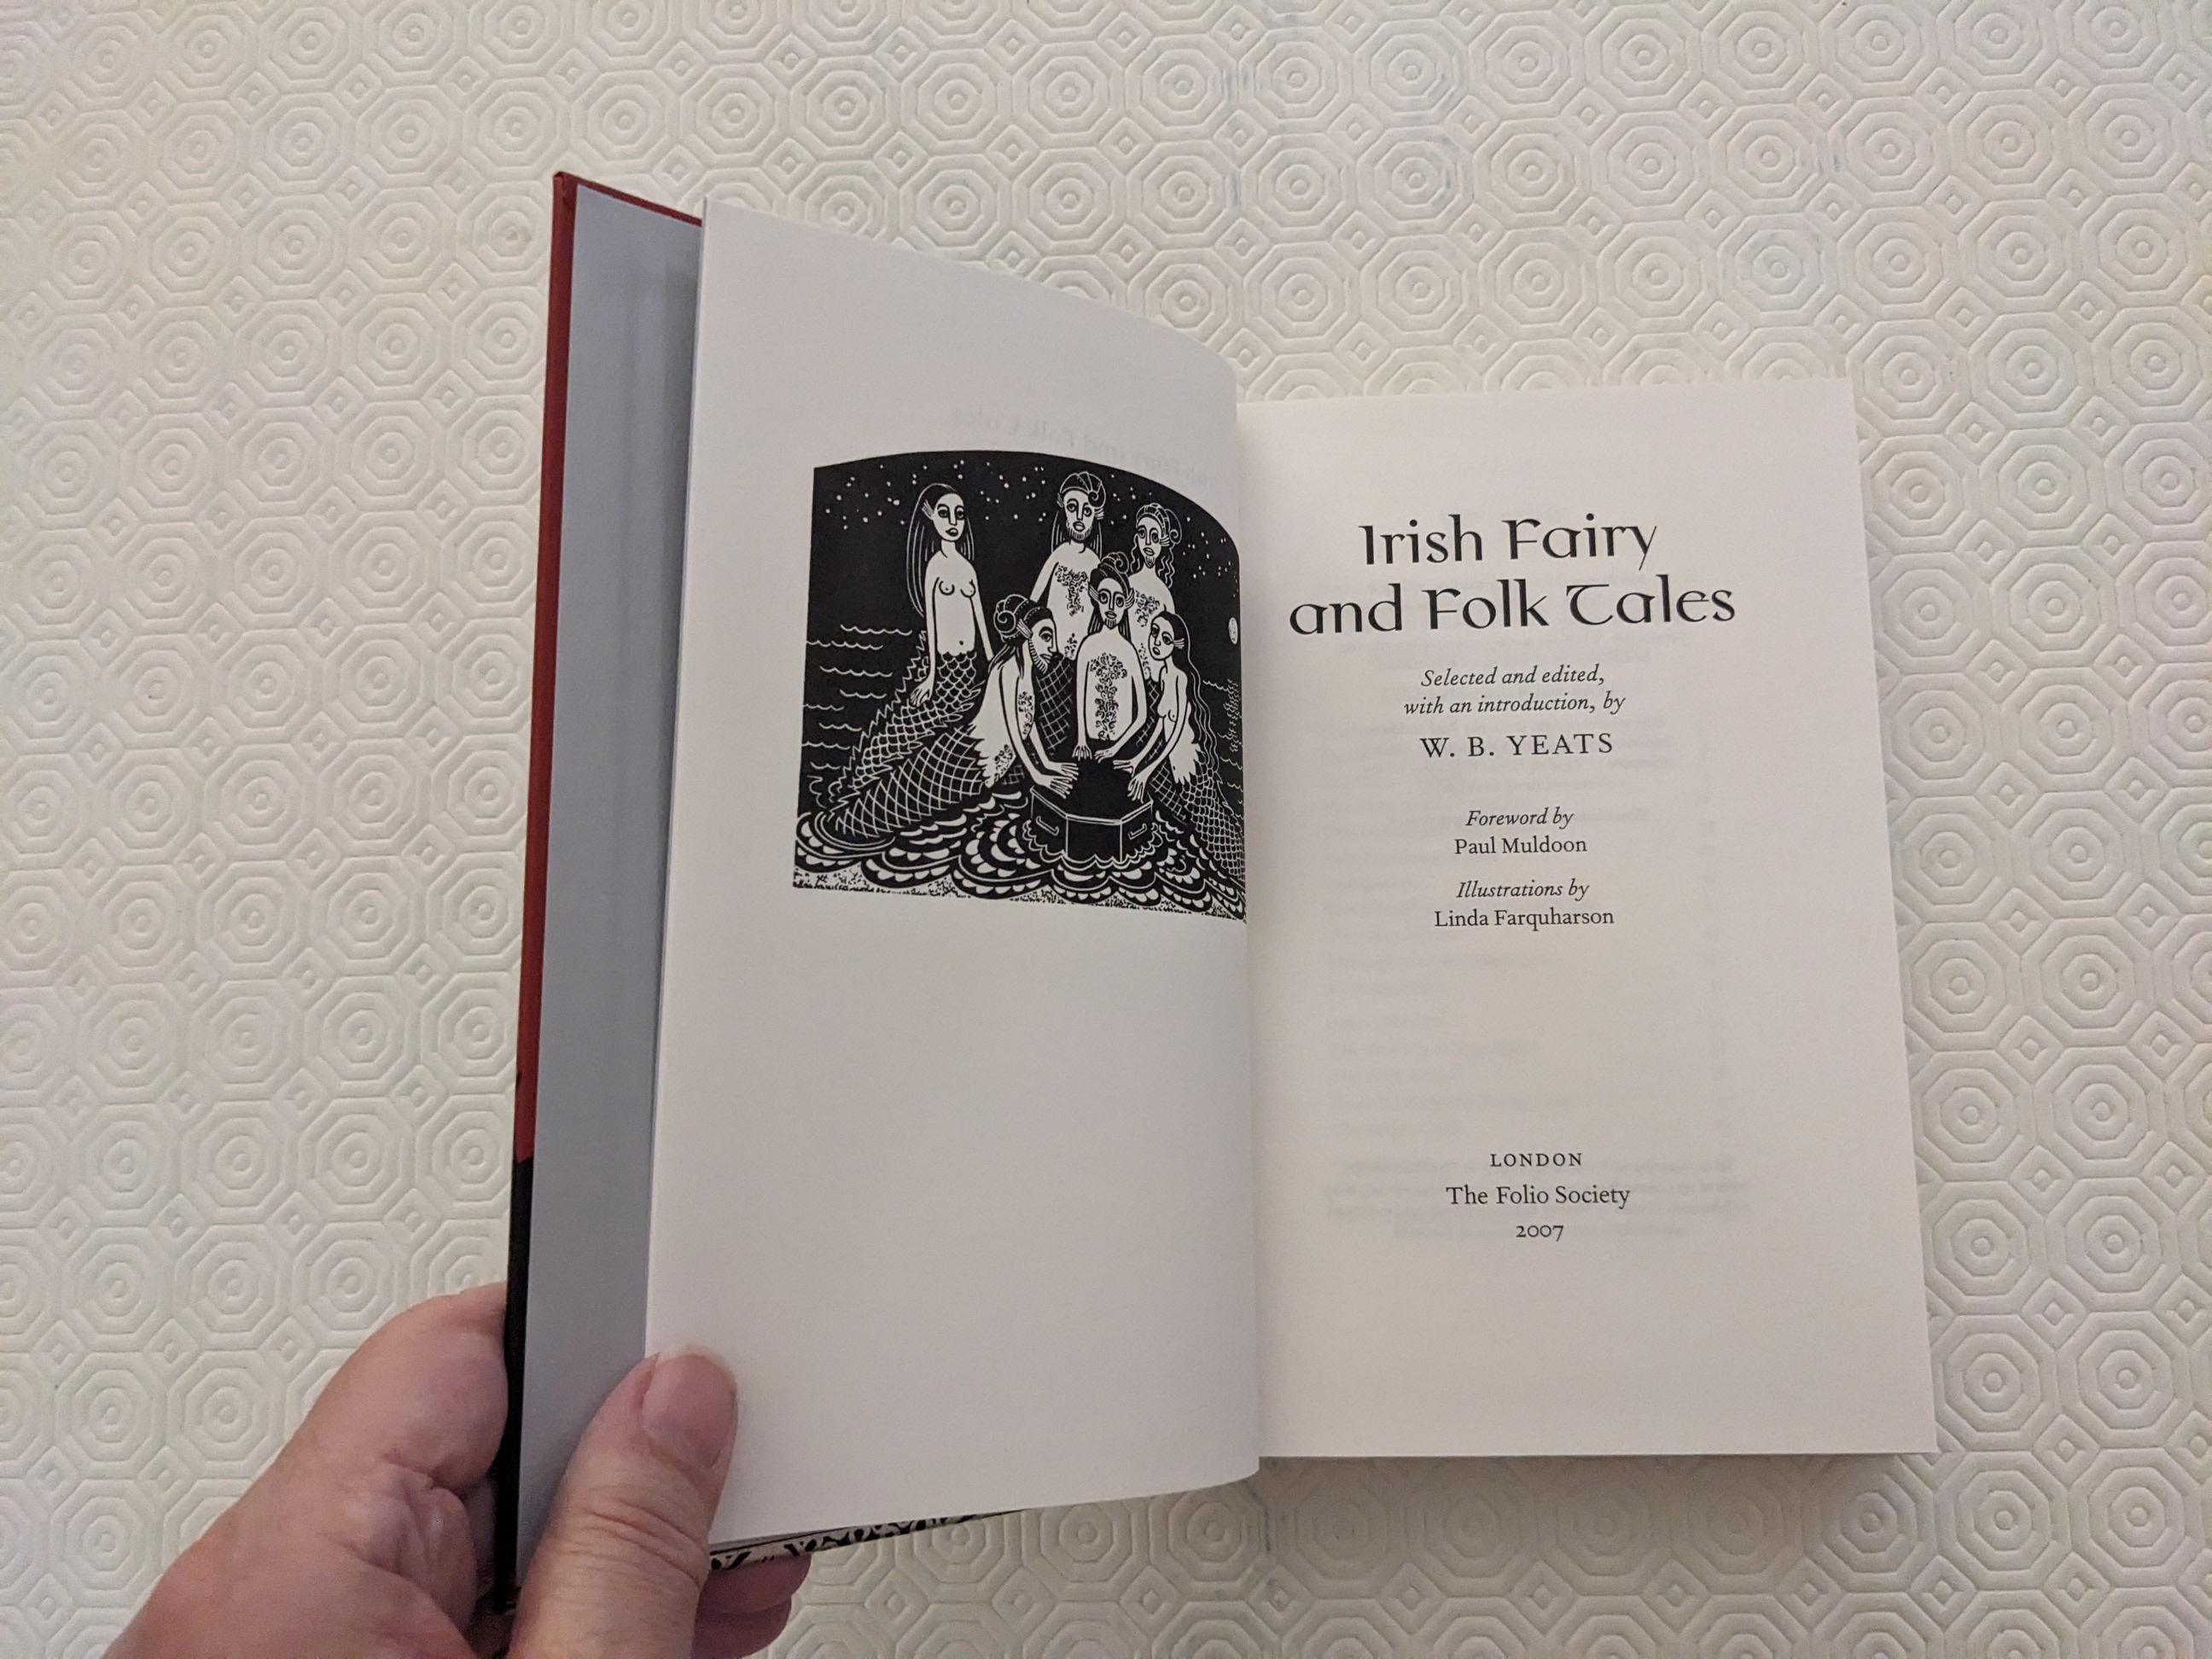 Irish Fairy
and Folk Tales
Selected and edited,
with an introduction, by
W. B. YEATS
Foreword by
Paul Muldoon
Illustrations by
Linda Farquharson
LONDON
The Folio Society
2007